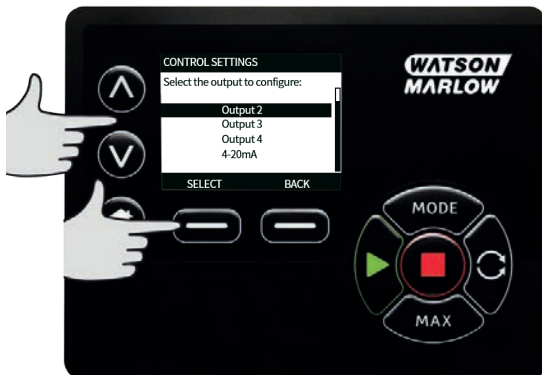 CONTROL SETTINGS
Select the output to configure:
Output 2
Output 3
Output 4
4-20mA
SELECT BACK
WATSON
MARLOW
MODE
MAX